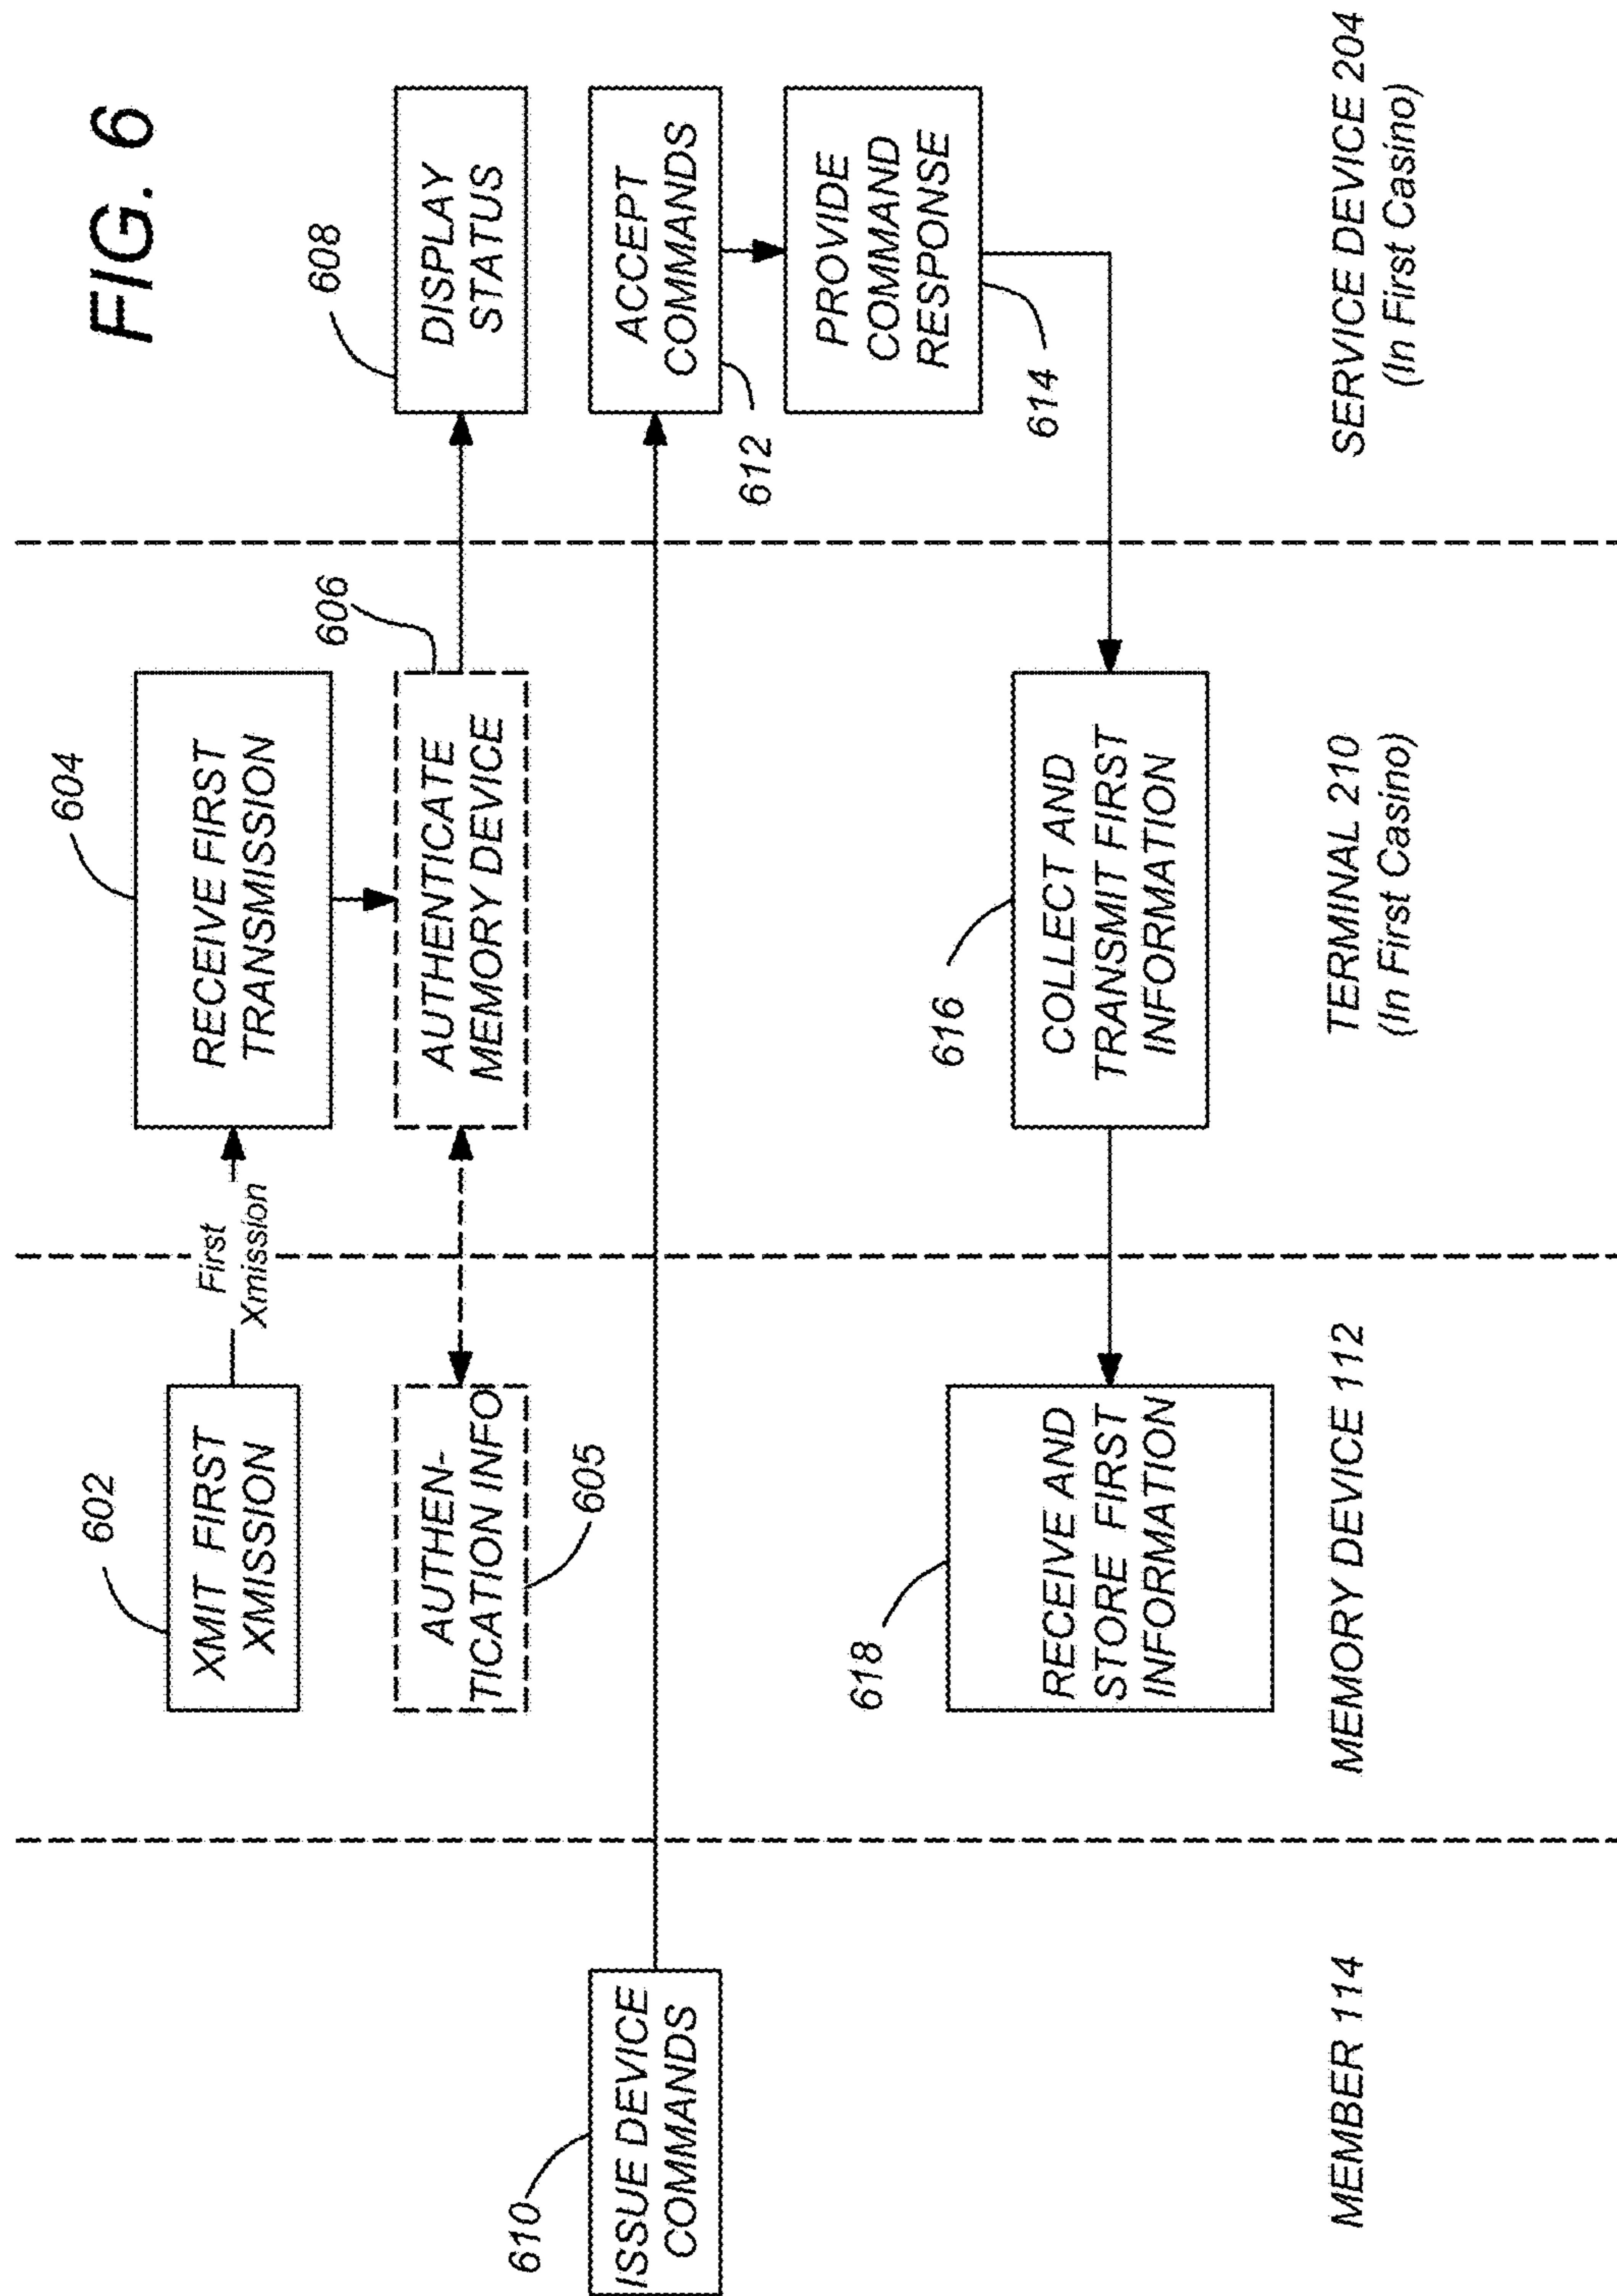 FIG. 6
602
XMIT FIRST
XMISSION
First
Xmission
604
RECEIVE FIRST
TRANSMISSION
605
AUTHEN-
TICATION INFO
606
AUTHENTICATE
MEMORY DEVICE
608
DISPLAY
STATUS
610
ISSUE DEVICE
COMMANDS
612
ACCEPT
COMMANDS
614
PROVIDE
COMMAND
RESPONSE
616
COLLECT AND
TRANSMIT FIRST
INFORMATION
618
RECEIVE AND
STORE FIRST
INFORMATION
MEMBER 114
MEMORY DEVICE 112
TERMINAL 210
(In First Casino)
SERVICE DEVICE 204
(In First Casino)